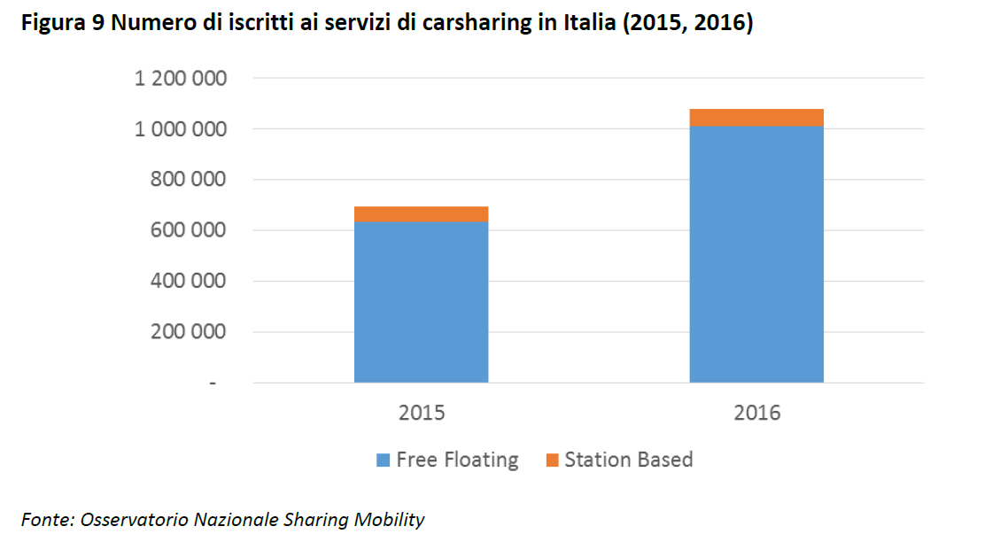 Figura 9 Numero di iscritti ai servizi di carsharing in Italia (2015, 2016)
1 200 000
1 000 000
800 000
600 000
400 000
200 000
-
2015 2016
Free Floating Station Based
Fonte: Osservatorio Nazionale Sharing Mobility